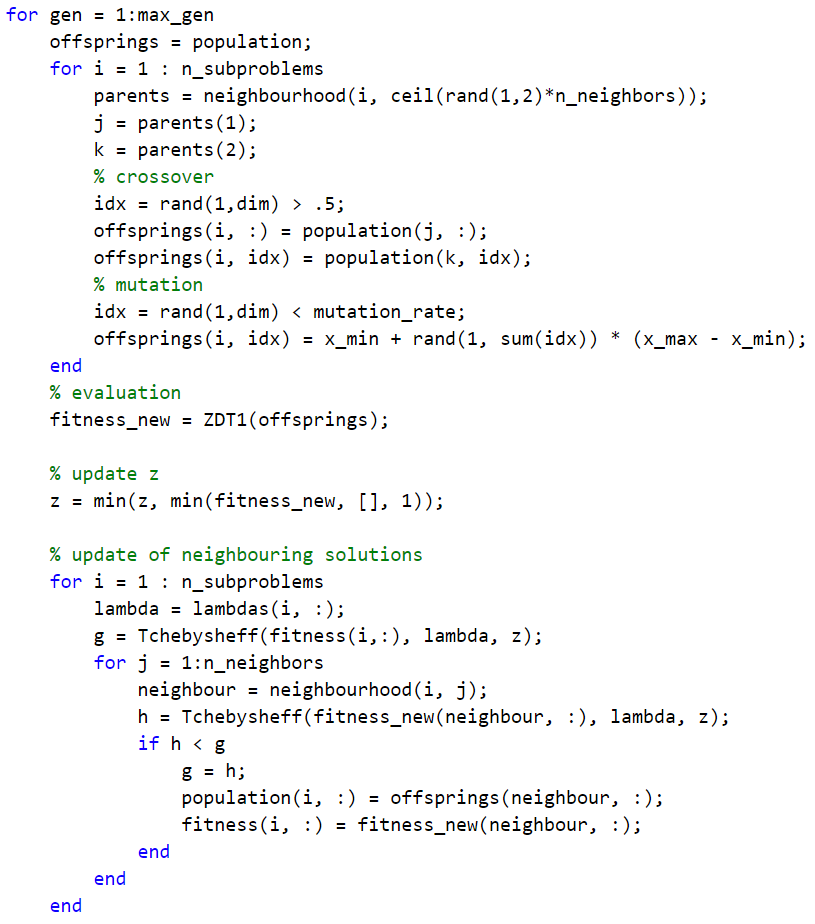 for gen = 1:max_gen
    offsprings = population;
    for i = 1 : n_subproblems
        parents = neighbourhood(i, ceil(rand(1,2)*n_neighbors));
        j = parents(1);
        k = parents(2);
        % crossover
        idx = rand(1,dim) > .5;
        offsprings(i, :) = population(j, :);
        offsprings(i, idx) = population(k, idx);
        % mutation
        idx = rand(1,dim) < mutation_rate;
        offsprings(i, idx) = x_min + rand(1, sum(idx)) * (x_max - x_min);
    end
    % evaluation
    fitness_new = ZDT1(offsprings);

    % update z
    z = min(z, min(fitness_new, [], 1));

    % update of neighbouring solutions
    for i = 1 : n_subproblems
        lambda = lambdas(i, :);
        g = Tchebysheff(fitness(i,:), lambda, z);
        for j = 1:n_neighbors
            neighbour = neighbourhood(i, j);
            h = Tchebysheff(fitness_new(neighbour, :), lambda, z);
            if h < g
                g = h;
                population(i, :) = offsprings(neighbour, :);
                fitness(i, :) = fitness_new(neighbour, :);
            end
        end
    end